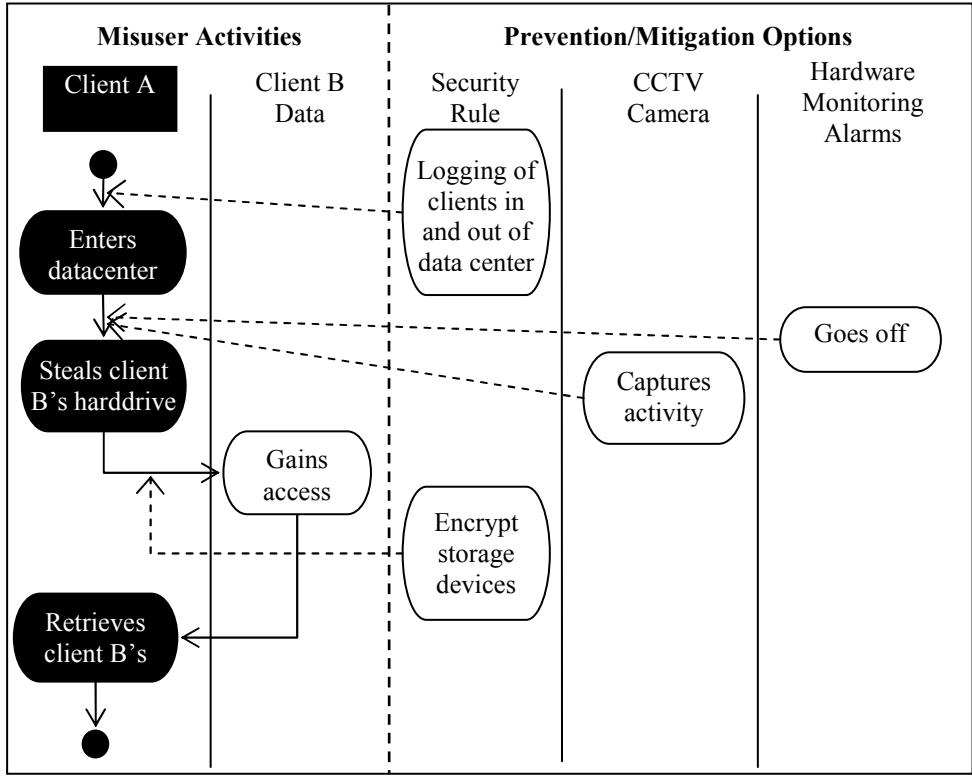 Misuser Activities
Prevention/Mitigation Options
Client A
Client B
Data
Security
Rule
CCTV
Camera
Hardware
Monitoring
Alarms
Logging of
clients in
and out of
data center
Enters
datacenter
Goes off
Steals client
B’s harddrive
Captures
activity
Gains
access
Encrypt
storage
devices
Retrieves
client B’s